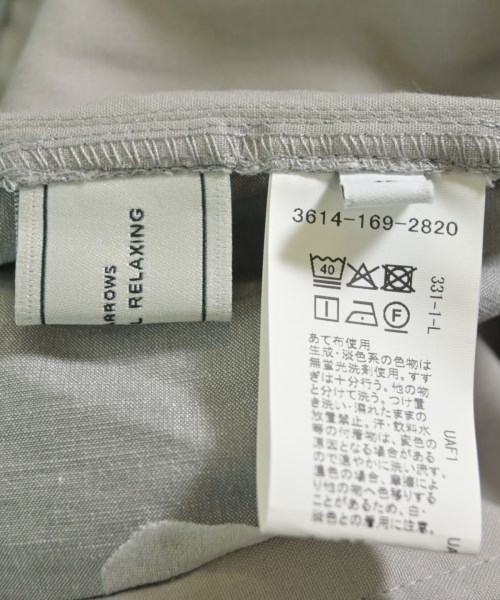 ARROWS
RELAXING
3614-169-2820
40
331-1-L
あて布使用
生成・淡色系の色物は
無蛍光洗剤使用。すす
ぎは十分行う。他の物
と分けて洗う。つけ置
き洗い・濡れたままの
放置禁止。汗・飲料水
等の付着物は、変色の
原因となる場合がある
ので速やかに洗い流す。
濃色の場合、摩擦によ
り他の物へ色移りする
ことがあるため、白・
淡色との着用に注意。
UAF1